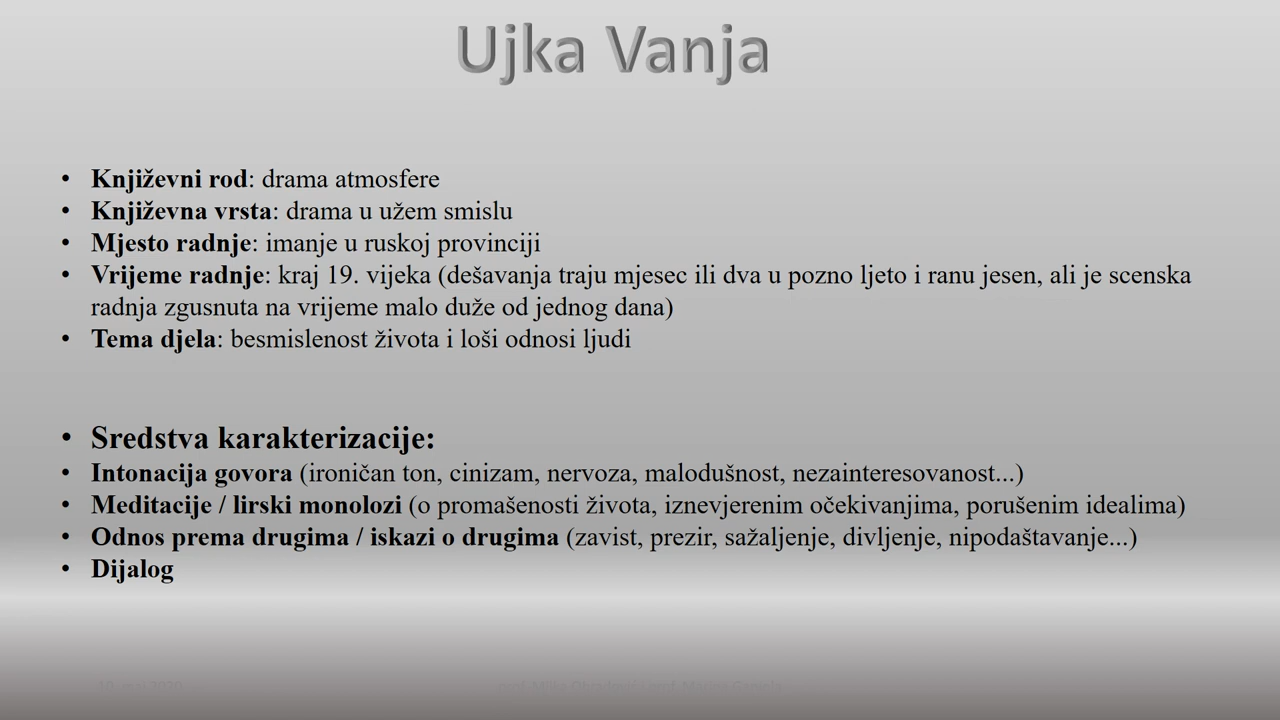 Ujka Vanja
• Književni rod: drama atmosfere
• Književna vrsta: drama u užem smislu
• Mjesto radnje: imanje u ruskoj provinciji
• Vrijeme radnje: kraj 19. vijeka (dešavanja traju mjesec ili dva u pozno ljeto i ranu jesen, ali je scenska
radnja zgusnuta na vrijeme malo duže od jednog dana)
• Tema djela: besmislenost života i loši odnosi ljudi
• Sredstva karakterizacije:
• Intonacija govora (ironičan ton, cinizam, nervoza, malodušnost, nezainteresovanost...)
• Meditacije / lirski monolozi (o promašenosti života, iznevjerenim očekivanjima, porušenim idealima)
• Odnos prema drugima / iskazi o drugima (zavist, prezir, sažaljenje, divljenje, nipodaštavanje...)
• Dijalog